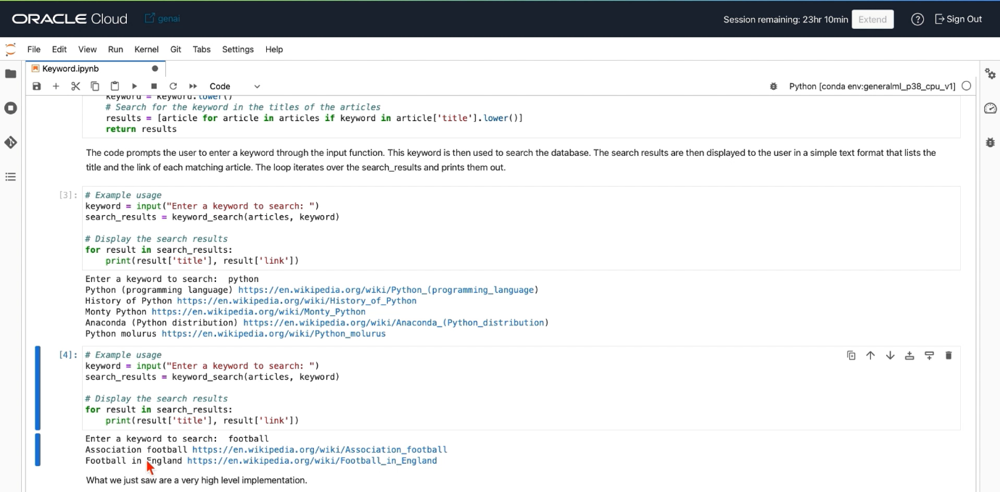 ORACLE Cloud genai Session remaining: 23hr 10min Extend ? Sign Out
File Edit View Run Kernel Git Tabs Settings Help
Keyword.ipynb
Code Python [conda env:generalml_p38_cpu_v1]
keyword = keyword.lower()
# Search for the keyword in the titles of the articles
results = [article for article in articles if keyword in article['title'].lower()]
return results
The code prompts the user to enter a keyword through the input function. This keyword is then used to search the database. The search results are then displayed to the user in a simple text format that lists the
title and the link of each matching article. The loop iterates over the search_results and prints them out.
[3]: # Example usage
keyword = input("Enter a keyword to search: ")
search_results = keyword_search(articles, keyword)
# Display the search results
for result in search_results:
print(result['title'], result['link'])
Enter a keyword to search: python
Python (programming language) https://en.wikipedia.org/wiki/Python_(programming_language)
History of Python https://en.wikipedia.org/wiki/History_of_Python
Monty Python https://en.wikipedia.org/wiki/Monty_Python
Anaconda (Python distribution) https://en.wikipedia.org/wiki/Anaconda_(Python_distribution)
Python molurus https://en.wikipedia.org/wiki/Python_molurus
[4]: # Example usage
keyword = input("Enter a keyword to search: ")
search_results = keyword_search(articles, keyword)
# Display the search results
for result in search_results:
print(result['title'], result['link'])
Enter a keyword to search: football
Association football https://en.wikipedia.org/wiki/Association_football
Football in England https://en.wikipedia.org/wiki/Football_in_England
What we just saw are a very high level implementation.